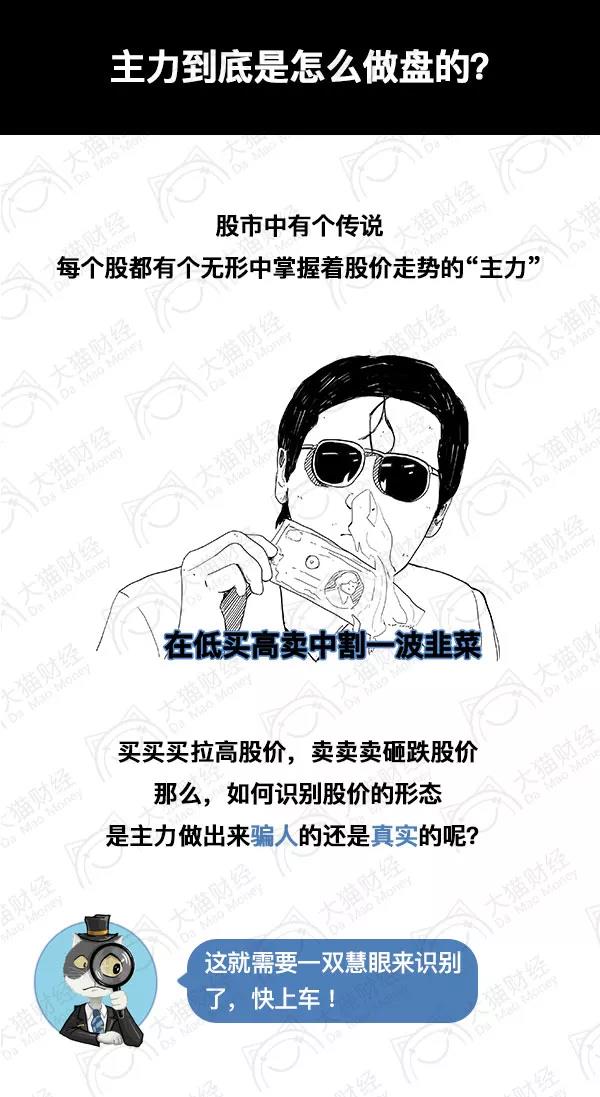 主力到底是怎么做盘的?
股市中有个传说
每个股都有个无形中掌握着股价走势的“主力”
在低买高卖中割一波韭菜
买买买拉高股价，卖卖卖砸跌股价
那么，如何识别股价的形态
是主力做出来骗人的还是真实的呢?
这就需要一双慧眼来识别
了，快上车！
大猫财经
Da Mao Money